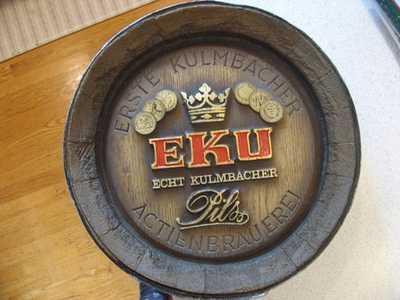 ERSTE KULMBACHER
EKU
ECHT KULMBACHER
Pils
ACTIENBRAUEREI